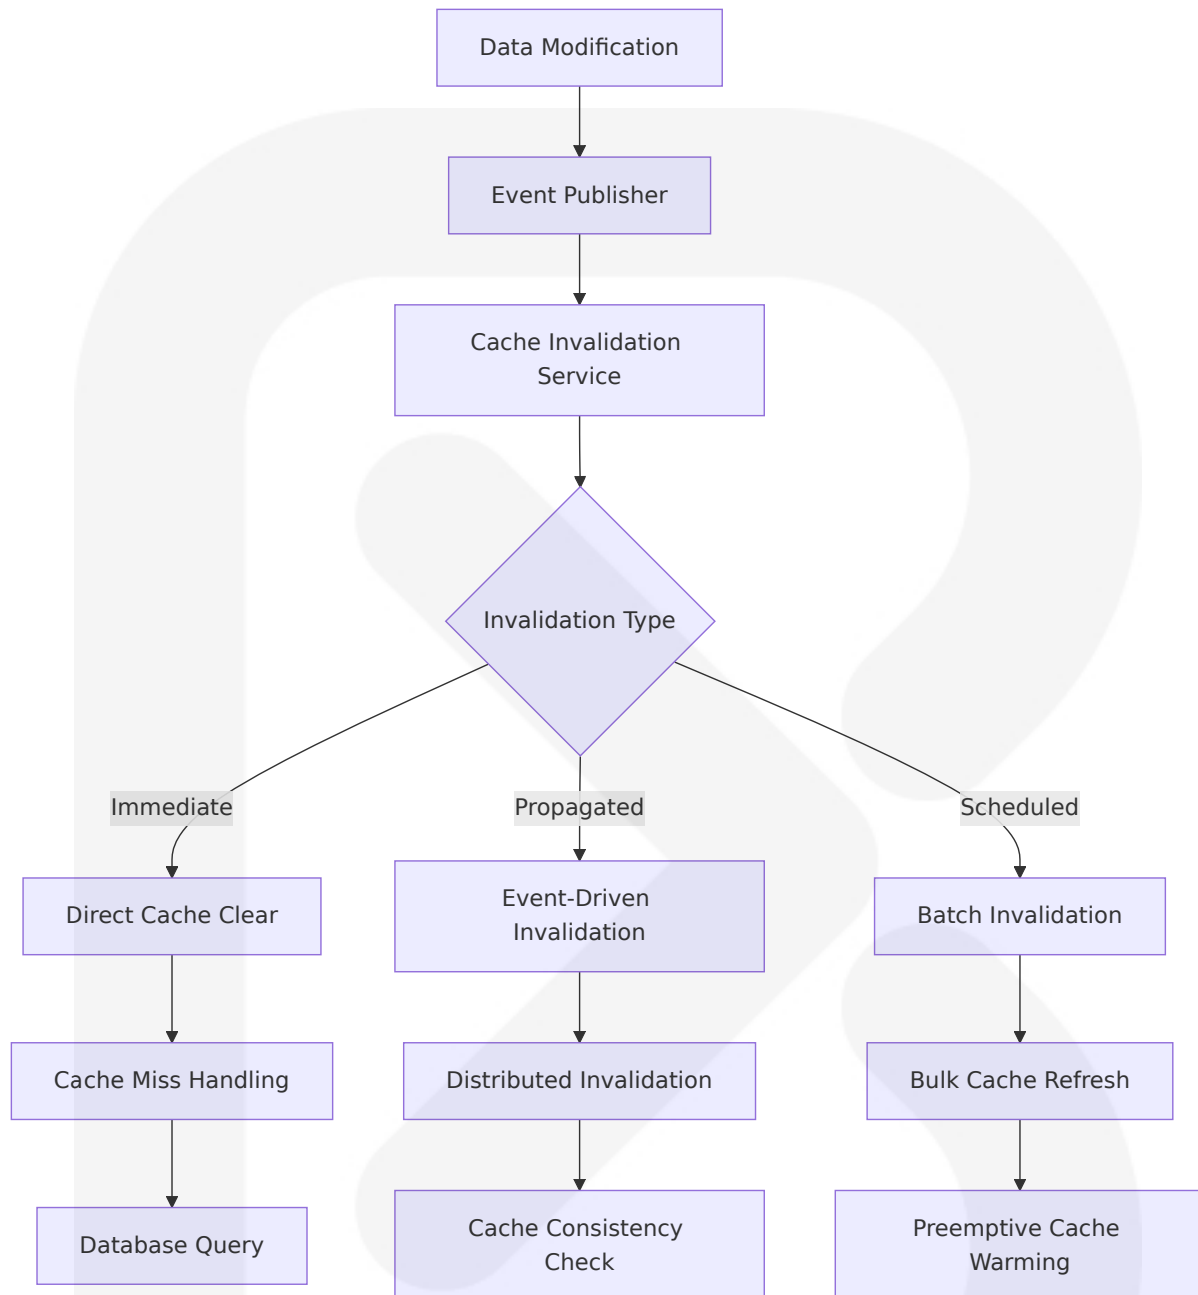 Data Modification
Event Publisher
Cache Invalidation
Service
Invalidation Type
Immediate
Propagated
Scheduled
Direct Cache Clear
Event-Driven
Invalidation
Batch Invalidation
Cache Miss Handling
Distributed Invalidation
Bulk Cache Refresh
Database Query
Cache Consistency
Check
Preemptive Cache
Warming